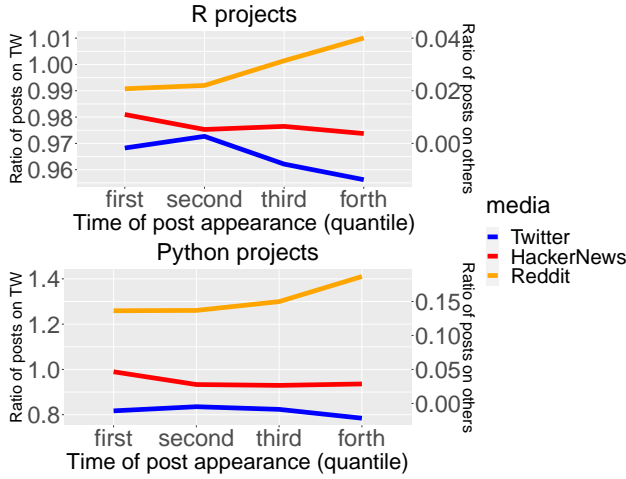 R projects
Ratio of posts on TW
1.01
1.00
0.99
0.98
0.97
0.96
0.04
0.02
0.00
Ratio of posts on others
first second third forth
Time of post appearance (quantile)
media
Twitter
HackerNews
Reddit
Python projects
Ratio of posts on TW
1.4
1.2
1.0
0.8
0.15
0.10
0.05
0.00
Ratio of posts on others
first second third forth
Time of post appearance (quantile)